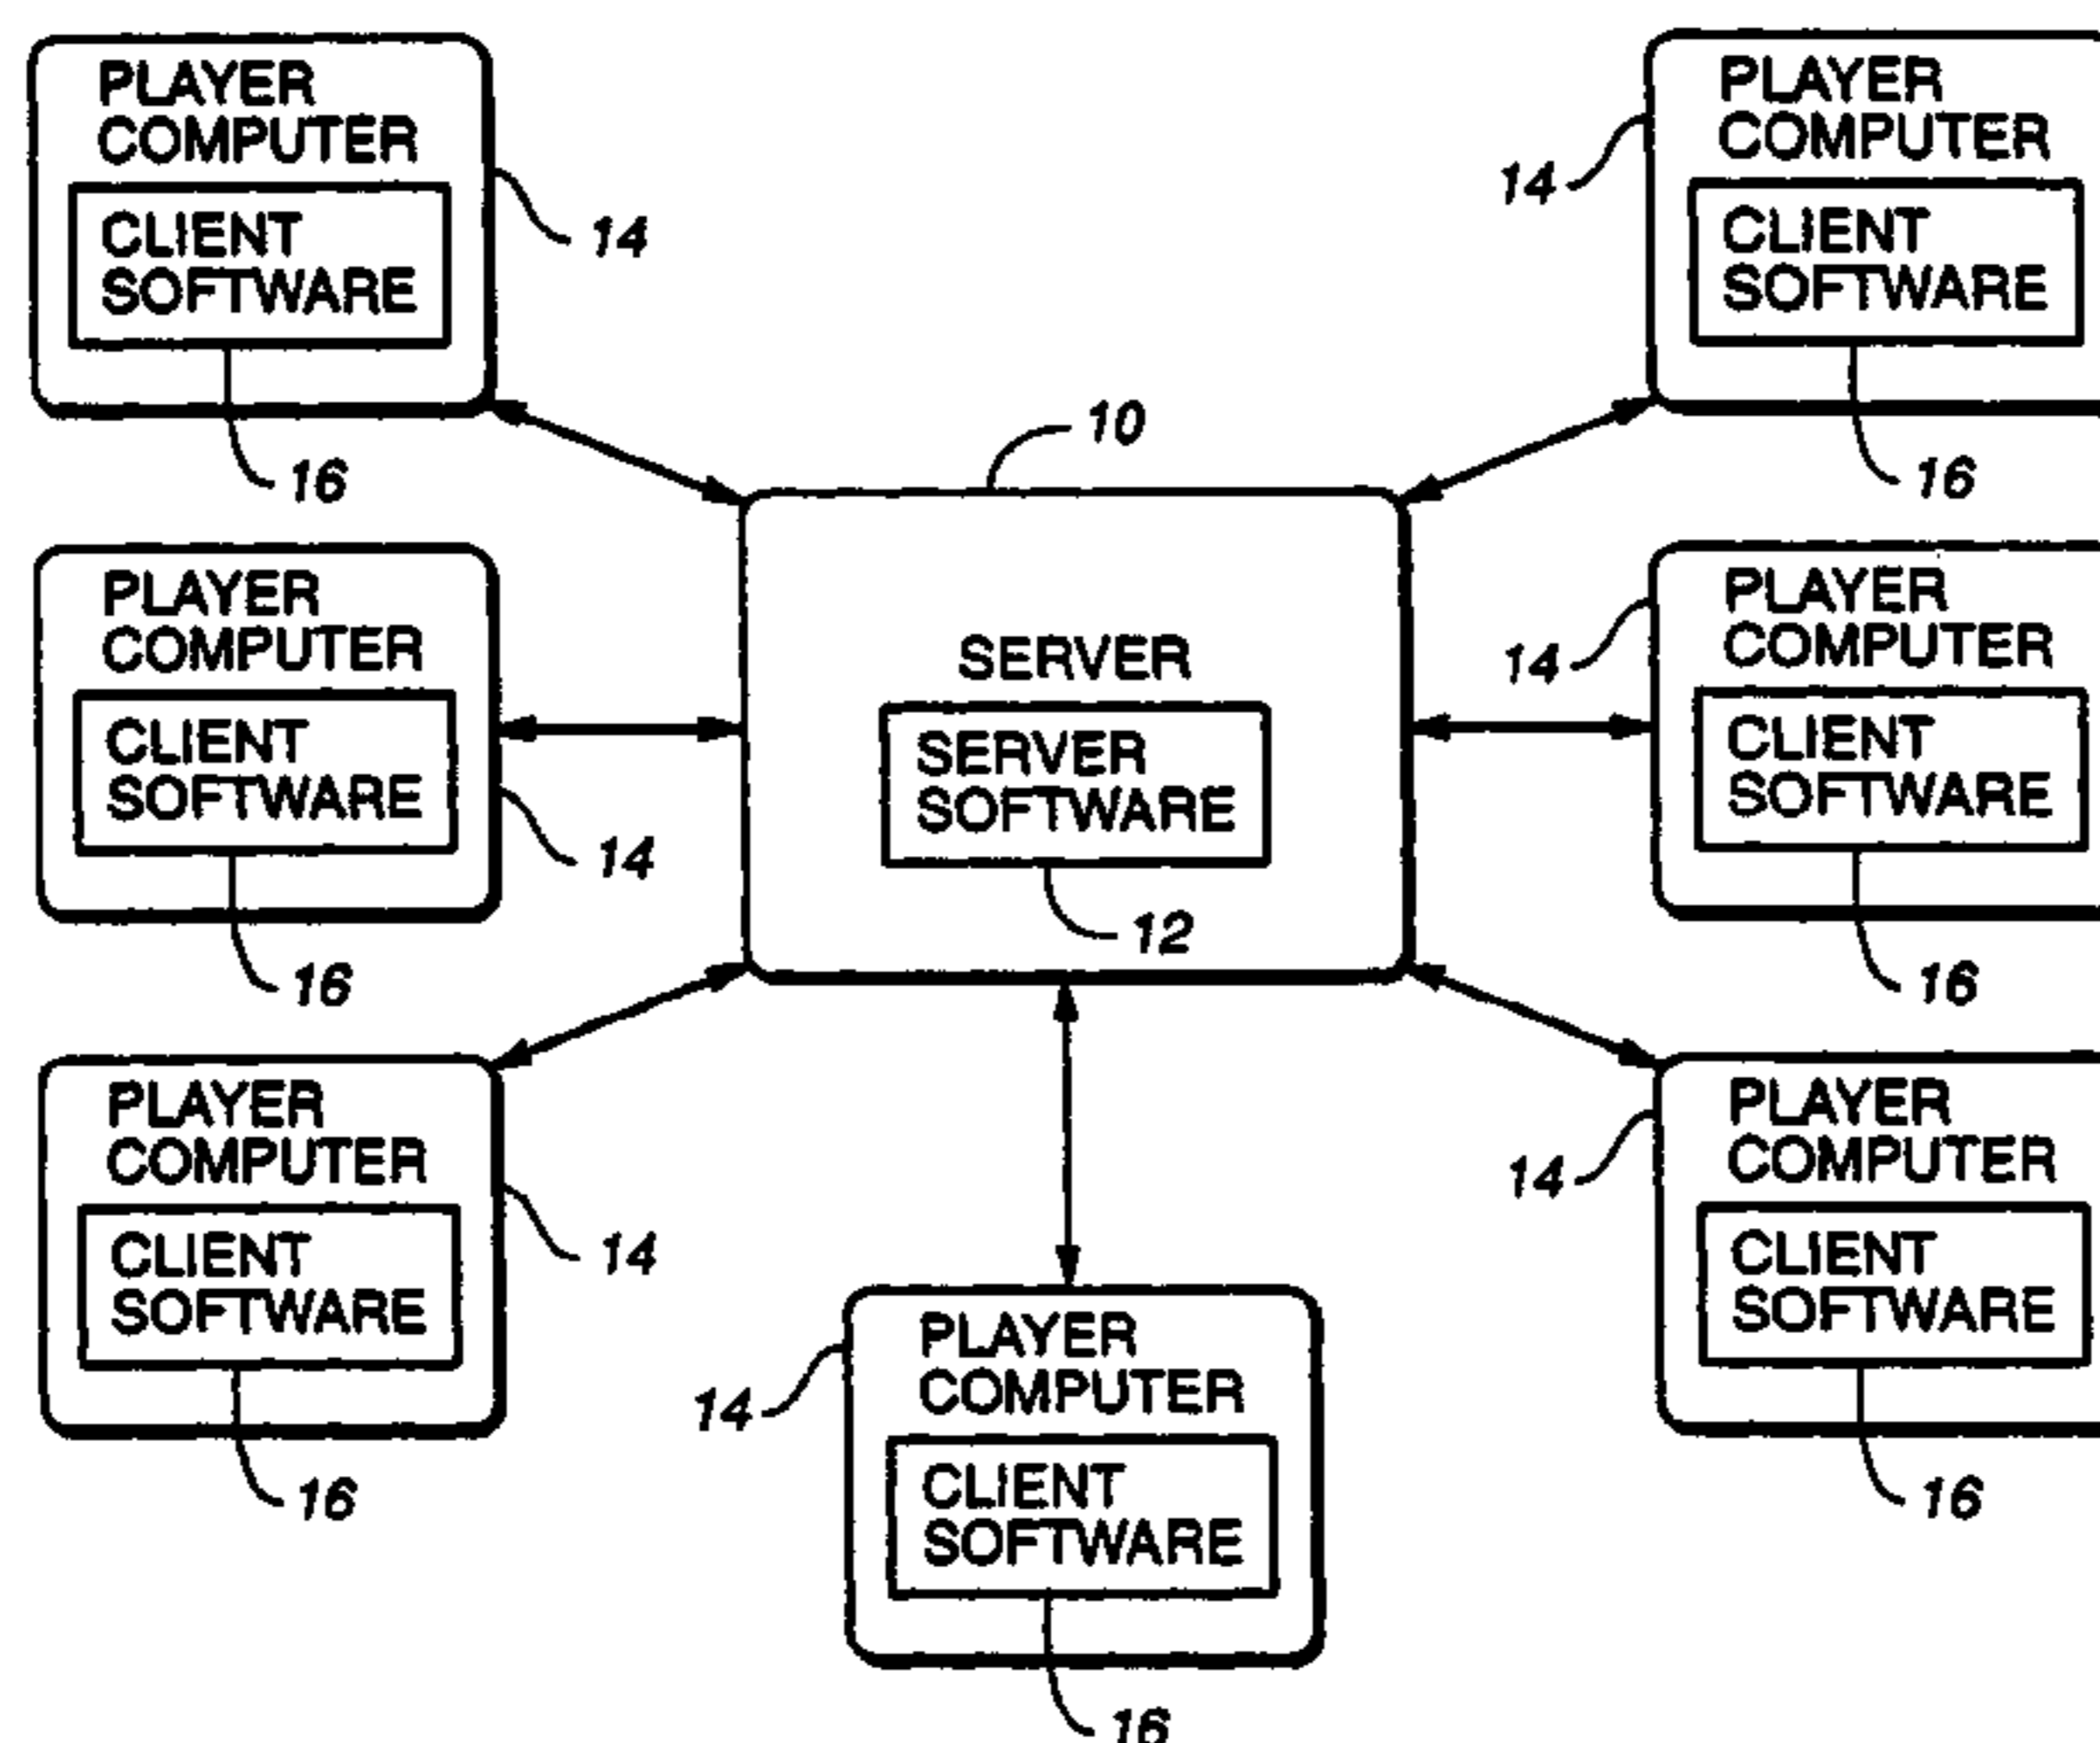 PLAYER
COMPUTER
CLIENT
SOFTWARE
14
16
PLAYER
COMPUTER
CLIENT
SOFTWARE
14
16
10
SERVER
SERVER
SOFTWARE
12
PLAYER
COMPUTER
CLIENT
SOFTWARE
14
16
PLAYER
COMPUTER
CLIENT
SOFTWARE
14
16
PLAYER
COMPUTER
CLIENT
SOFTWARE
14
16
PLAYER
COMPUTER
CLIENT
SOFTWARE
14
16
PLAYER
COMPUTER
CLIENT
SOFTWARE
14
16